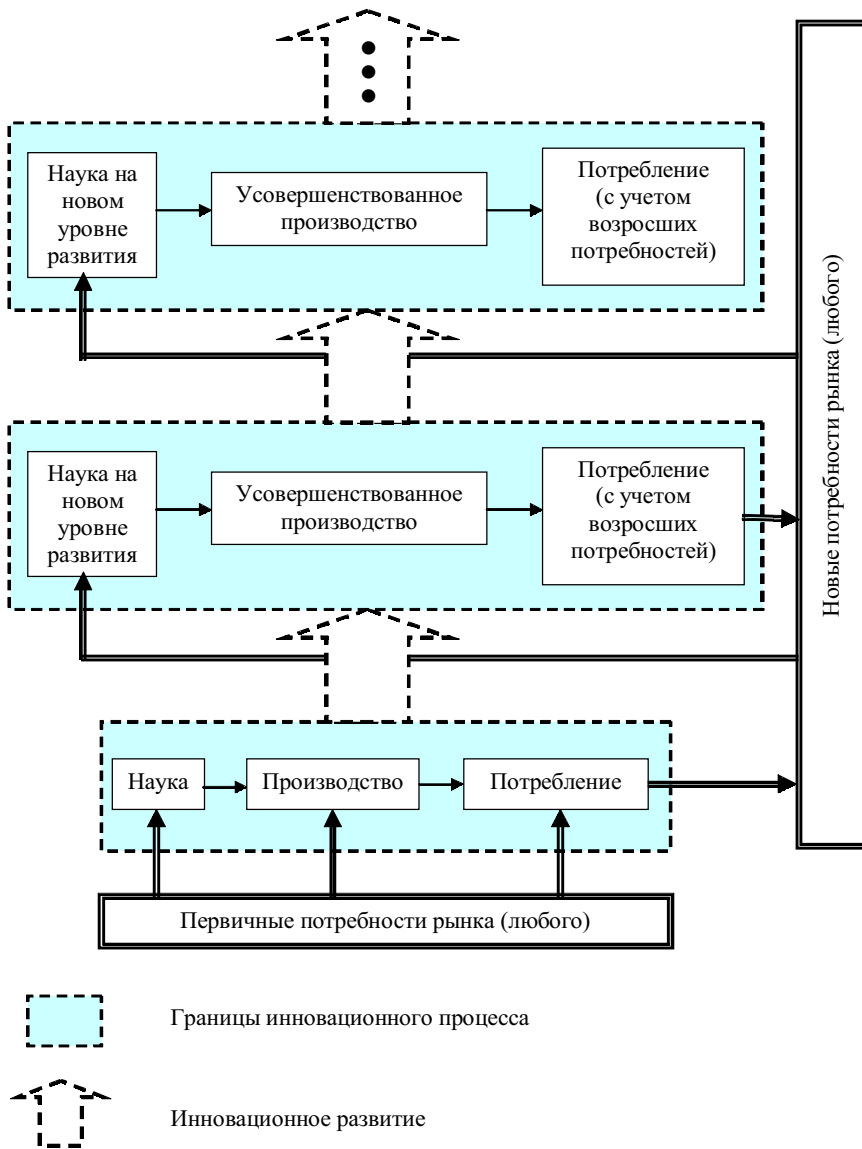 Наука на
новом
уровне
развития
Усовершенствованное
производство
Потребление
(с учетом
возросших
потребностей)
Новые потребности рынка (любого)
Наука на
новом
уровне
развития
Усовершенствованное
производство
Потребление
(с учетом
возросших
потребностей)
Наука
Производство
Потребление
Первичные потребности рынка (любого)
Границы инновационного процесса
Инновационное развитие